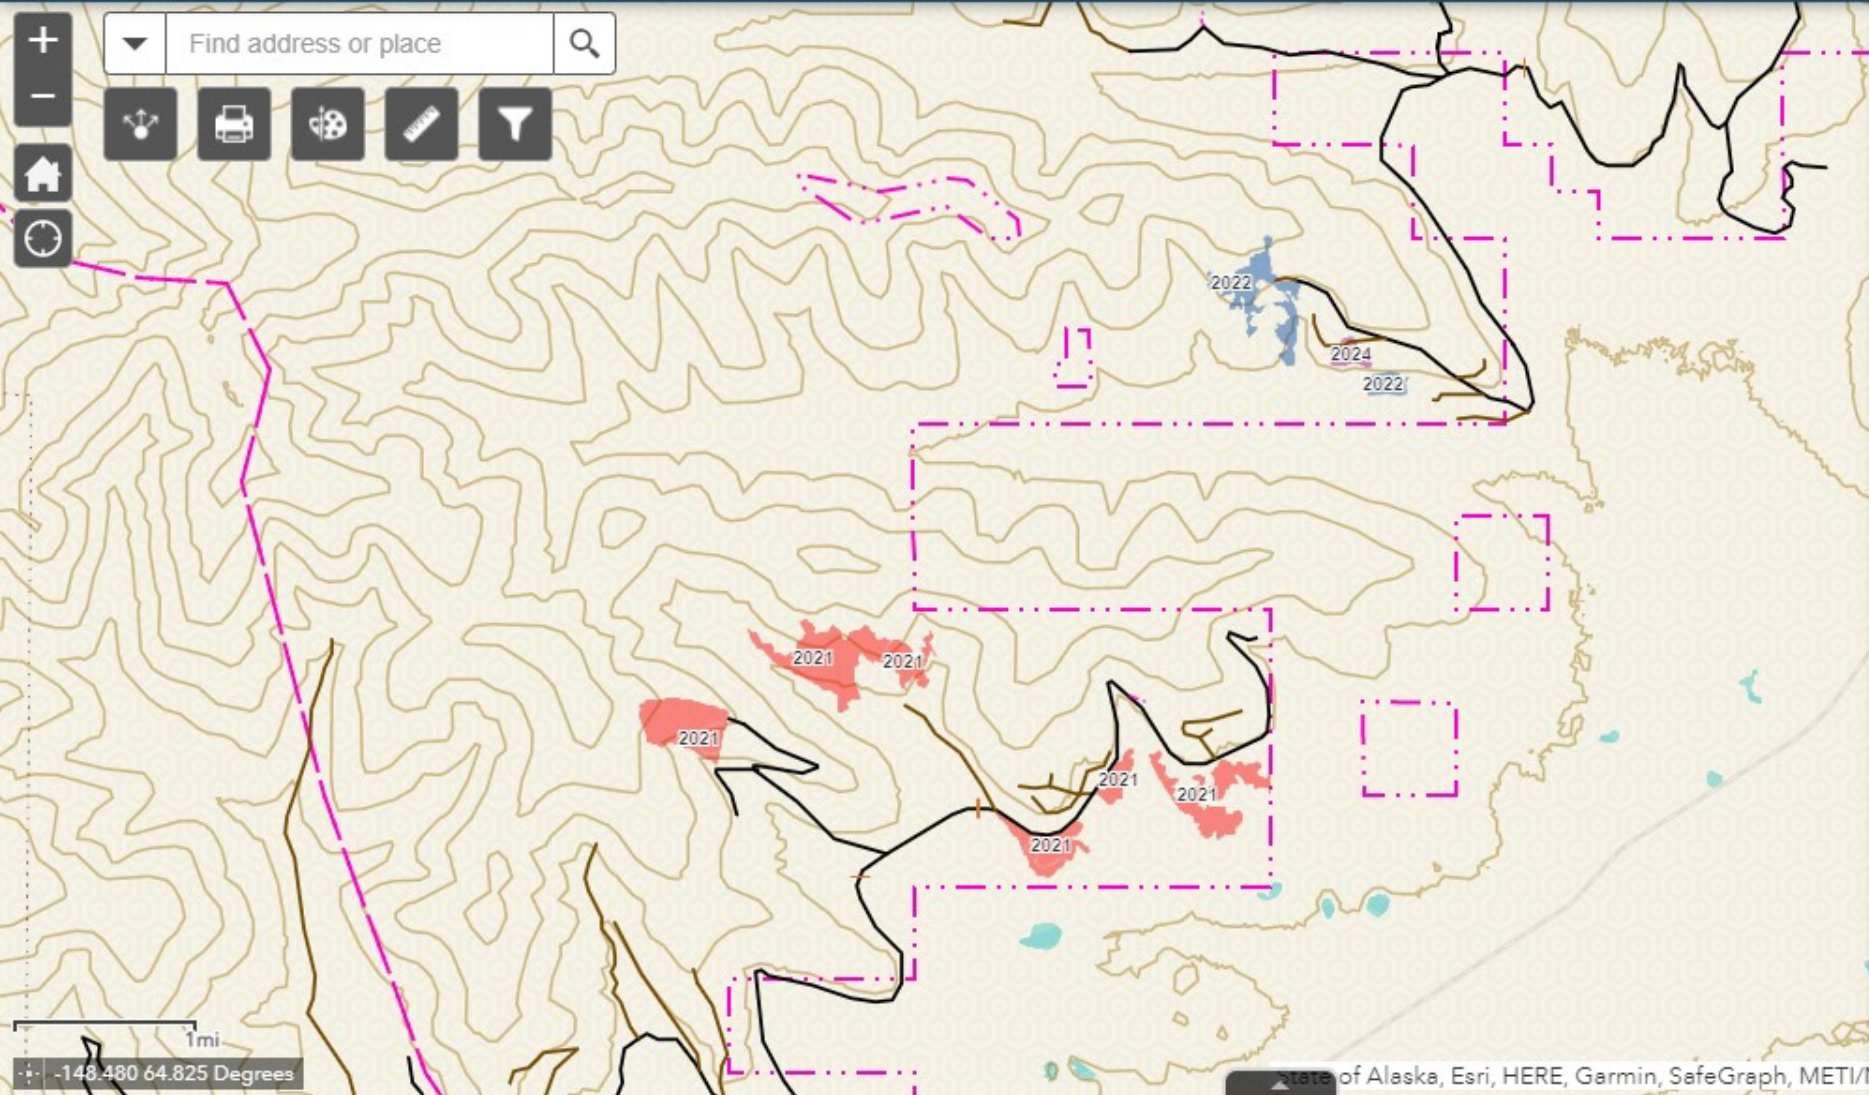 Find address or place
2022
2024
2022
2021
2021
2021
2021
2021
2021
1mi
-148.480 64.825 Degrees
State of Alaska, Esri, HERE, Garmin, SafeGraph, METI/